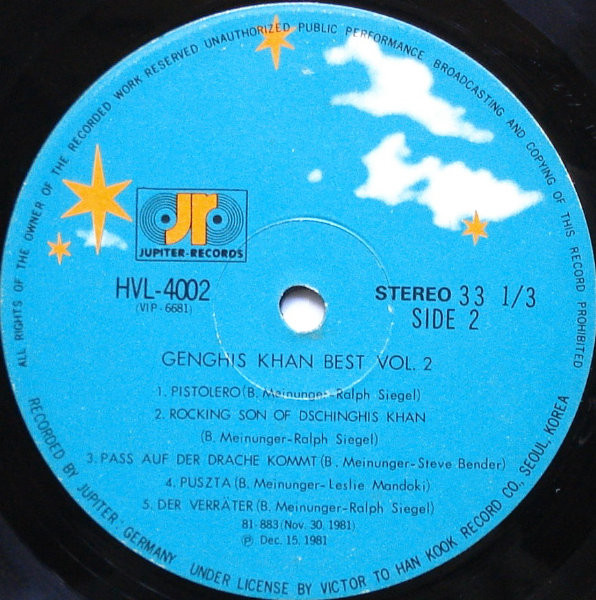 ALL RIGHTS OF THE OWNER OF THE RECORDED WORK RESERVED UNAUTHORIZED PUBLIC PERFORMANCE BROADCASTING AND COPYING OF THIS RECORD PROHIBITED
jr
JUPITER-RECORDS
HVL-4002
(VIP-6681)
STEREO 33 1/3
SIDE 2
GENGHIS KHAN BEST VOL. 2
1. PISTOLERO (B. Meinunger-Ralph Siegel)
2. ROCKING SON OF DSCHINGHIS KHAN
(B. Meinunger-Ralph Siegel)
3. PASS AUF DER DRACHE KOMMT (B. Meinunger-Steve Bender)
4. PUSZTA (B. Meinunger-Leslie Mandoki)
5. DER VERRÄTER (B. Meinunger-Ralph Siegel)
81-883 (Nov. 30, 1981)
Ⓟ Dec. 15. 1981
RECORDED BY JUPITER: GERMANY UNDER LICENSE BY VICTOR TO HAN KOOK RECORD CO., SEOUL, KOREA